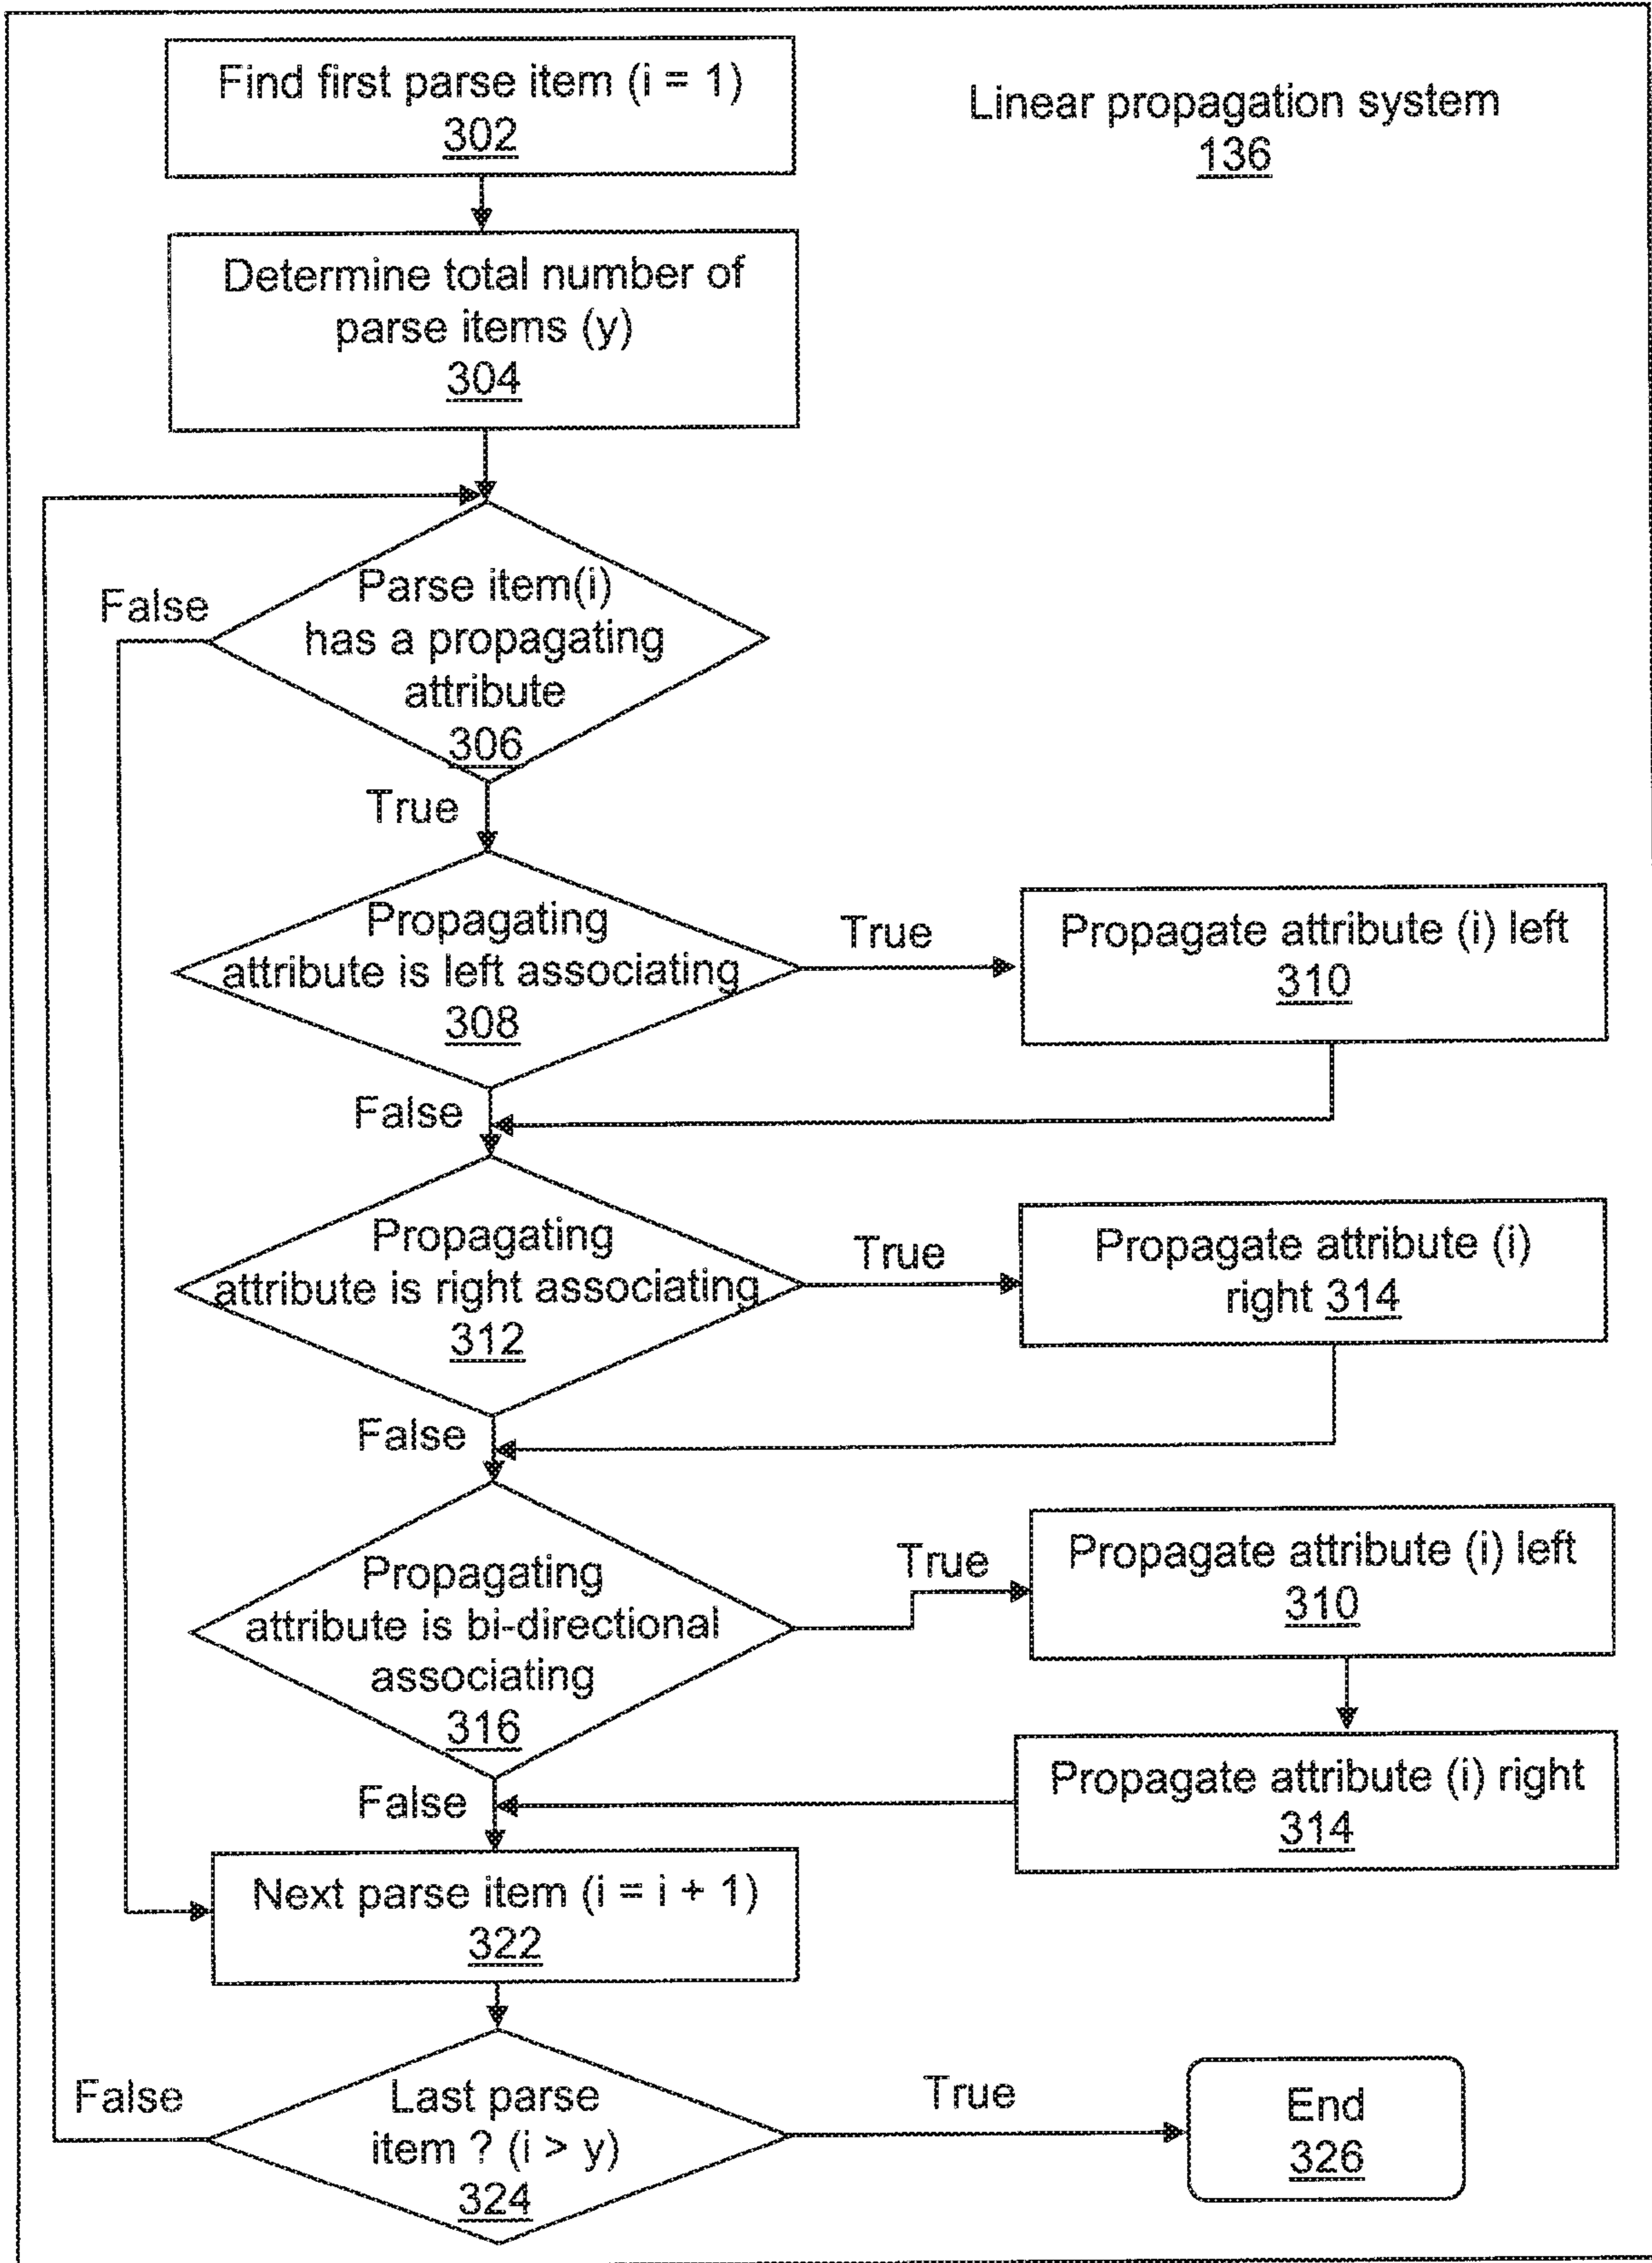 Find first parse item (i = 1)
302
Linear propagation system
136
Determine total number of
parse items (y)
304
False
Parse item(i)
has a propagating
attribute
306
True
Propagating
attribute is left associating
308
True
Propagate attribute (i) left
310
False
Propagating
attribute is right associating
312
True
Propagate attribute (i)
right 314
False
Propagating
attribute is bi-directional
associating
316
True
Propagate attribute (i) left
310
Propagate attribute (i) right
314
False
Next parse item (i = i + 1)
322
False
Last parse
item ? (i > y)
324
True
End
326